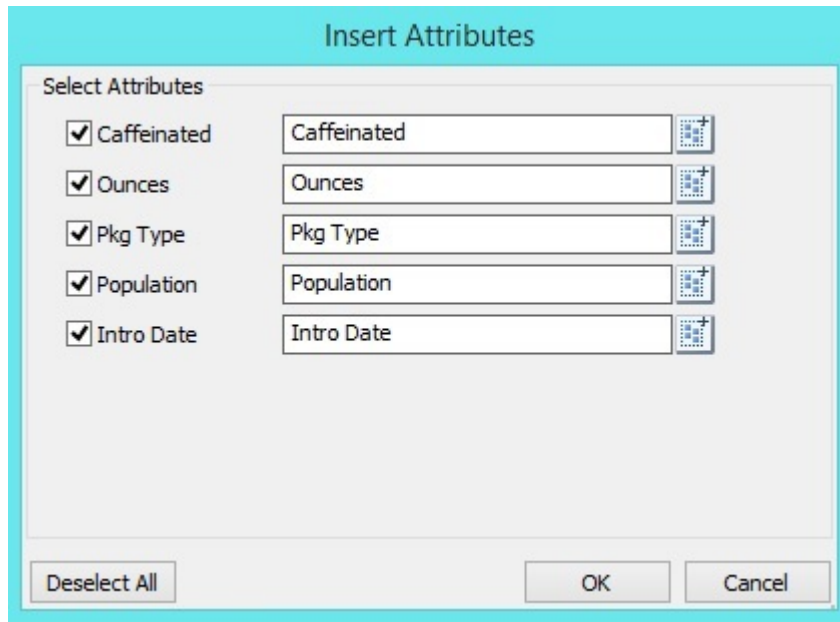 Insert Attributes
Select Attributes
Caffeinated Caffeinated
Ounces Ounces
Pkg Type Pkg Type
Population Population
Intro Date Intro Date
Deselect All OK Cancel